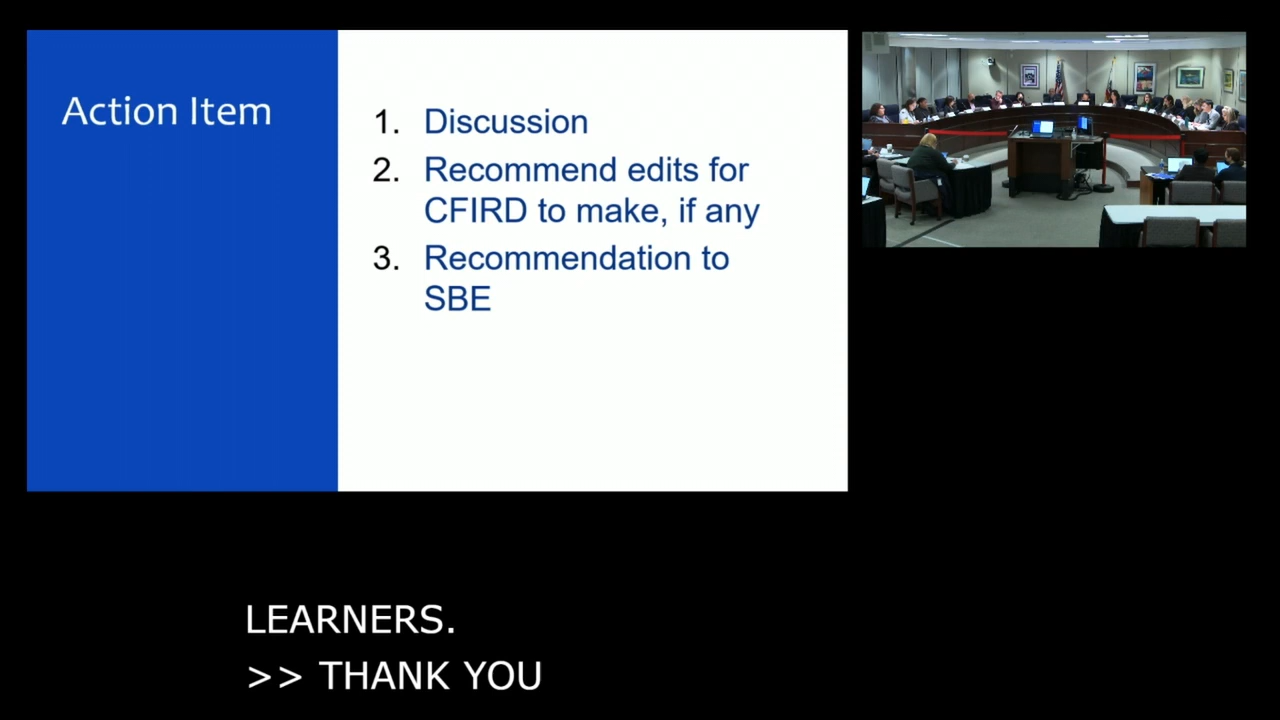 Action Item
1. Discussion
2. Recommend edits for
CFIRD to make, if any
3. Recommendation to
SBE
LEARNERS.
>> THANK YOU